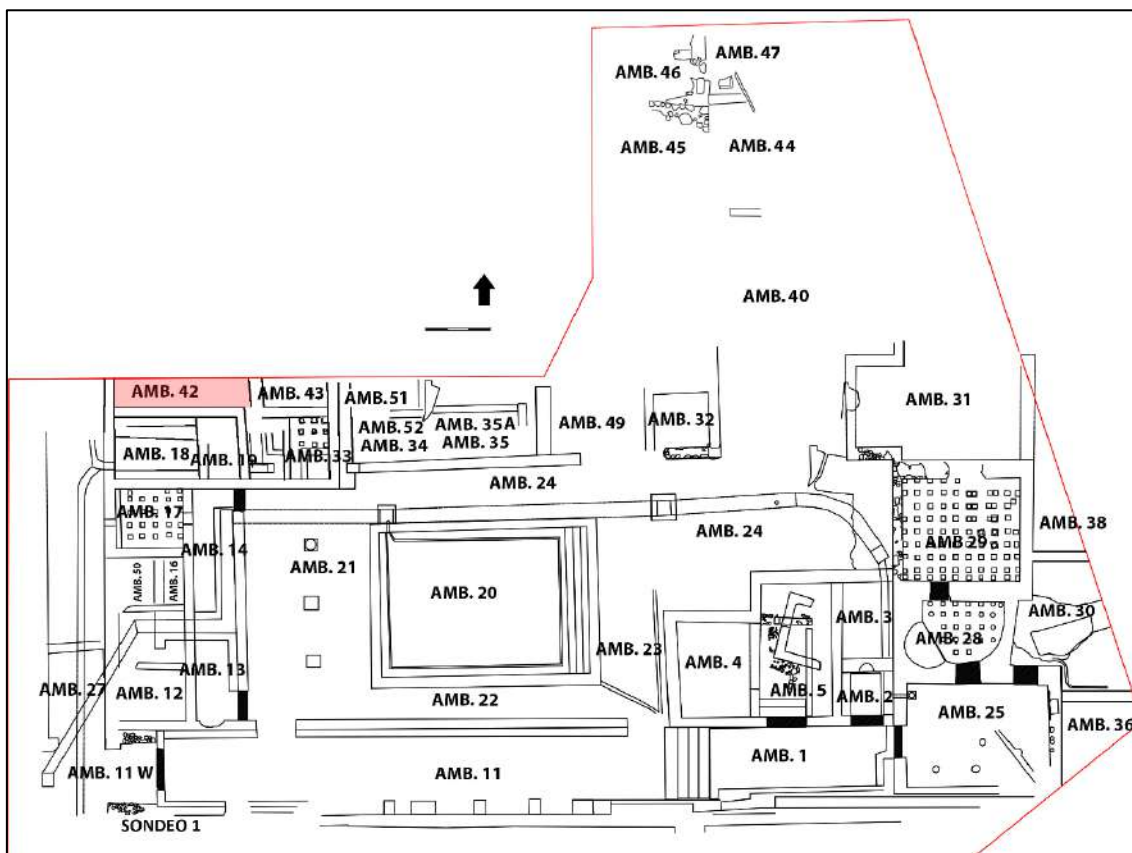 AMB. 47
AMB. 46
AMB. 45
AMB. 44
AMB. 40
AMB. 42
AMB. 43
AMB. 51
AMB. 52
AMB. 35A
AMB. 34
AMB. 35
AMB. 49
AMB. 32
AMB. 31
AMB. 18
AMB. 19
AMB. 33
AMB. 24
AMB. 17
AMB. 14
AMB. 24
AMB. 29
AMB. 38
AMB. 21
AMB. 20
AMB. 50
AMB. 16
AMB. 30
AMB. 3
AMB. 28
AMB. 13
AMB. 23
AMB. 4
AMB. 27
AMB. 12
AMB. 5
AMB. 2
AMB. 22
AMB. 25
AMB. 36
AMB. 11 W
AMB. 11
AMB. 1
SONDEO 1